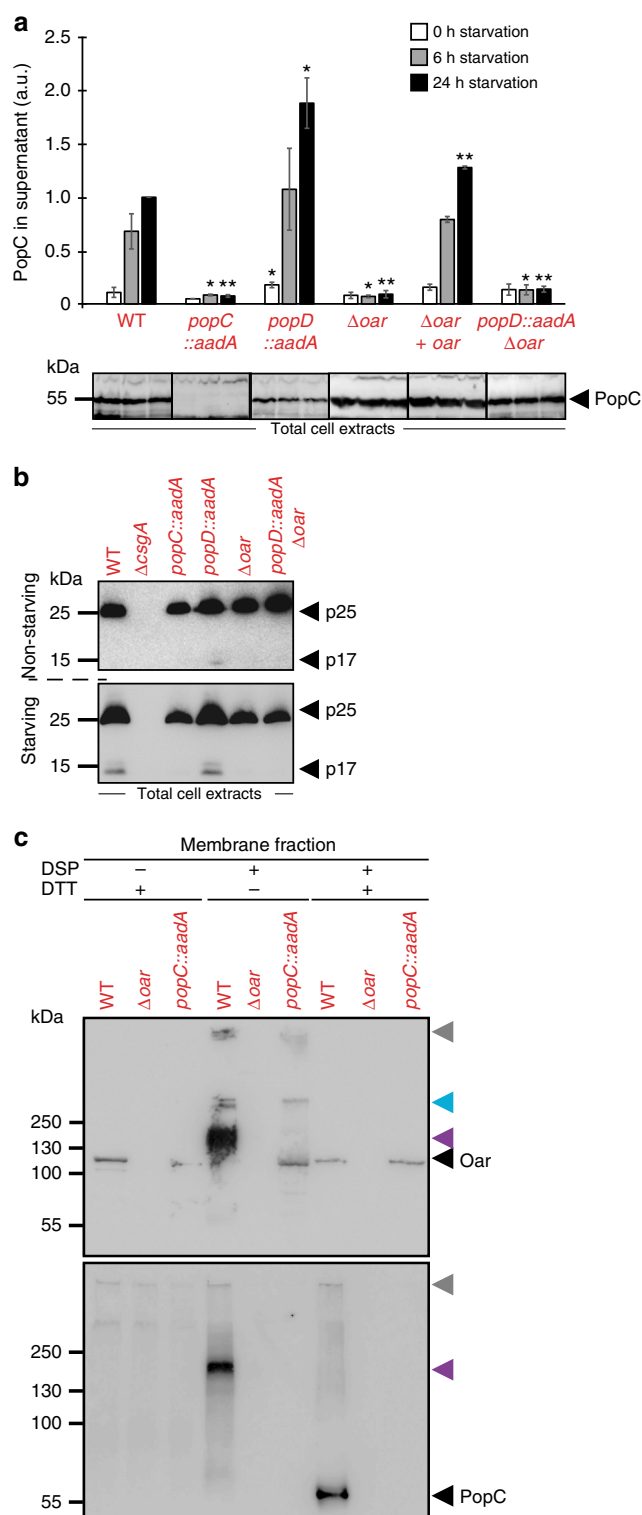 a
PopC in supernatant (a.u.)
2.5
2.0
1.5
1.0
0.5
0
0 h starvation
6 h starvation
24 h starvation
*
* **
*
* **
**
* **
WT
popC ::aadA
popD ::aadA
Δoar
Δoar + oar
popD::aadA Δoar
kDa
55
PopC
Total cell extracts
b
WT
ΔcsgA
popC::aadA
popD::aadA
Δoar
popD::aadA Δoar
kDa
Non-starving
25
15
p25
p17
Starving
25
15
p25
p17
Total cell extracts
c
Membrane fraction
DSP – + +
DTT + – +
WT Δoar popC::aadA WT Δoar popC::aadA WT Δoar popC::aadA
kDa
250
130
100
55
Oar
250
130
100
55
PopC